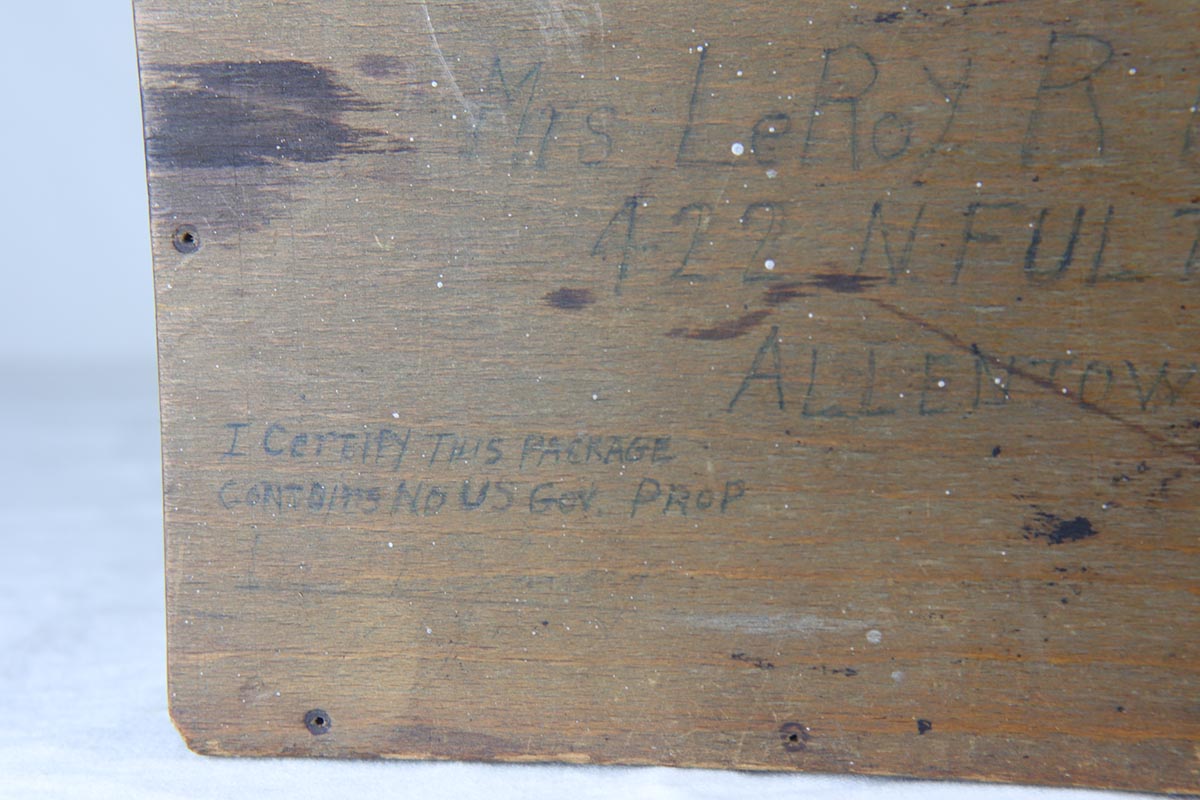 Mrs LeRoy R
422 N FULT
ALLENTOW
I CerTIFY THIS PACKAGE
CONTAINS NO US Gov. PROP